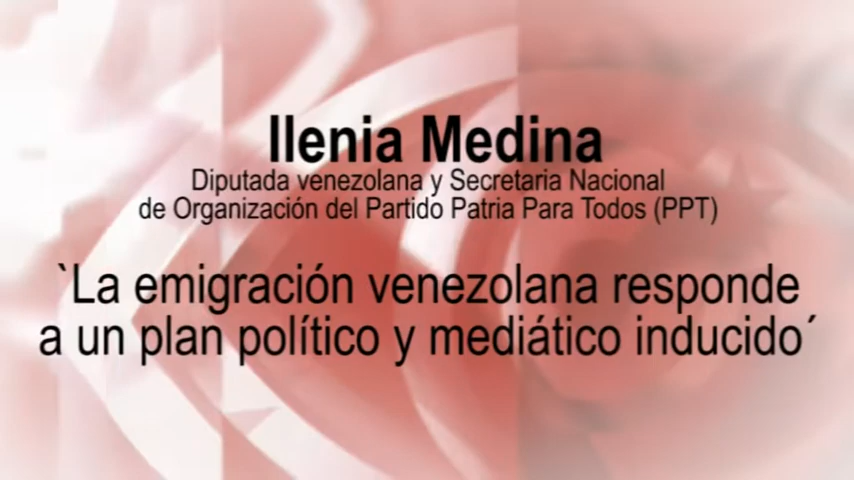 Ilenia Medina
Diputada venezolana y Secretaria Nacional
de Organización del Partido Patria Para Todos (PPT)
`La emigración venezolana responde
a un plan político y mediático inducido´